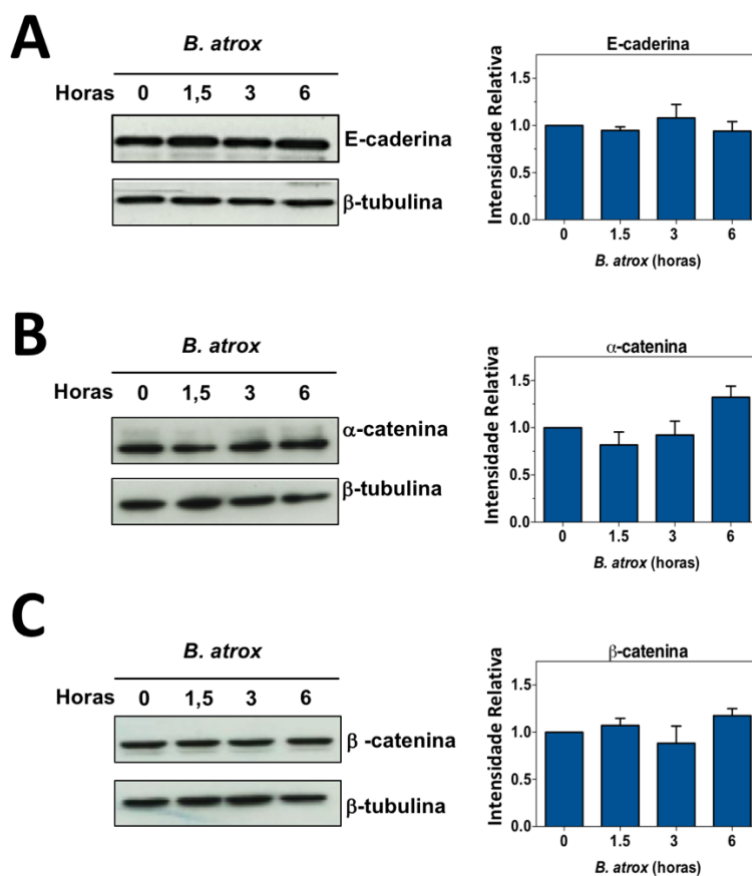 A
B. atrox
Horas 0 1,5 3 6
E-caderina
β-tubulina
E-caderina
Intensidade Relativa
1.5
1.0
0.5
0.0
0 1.5 3 6
B. atrox (horas)
B
B. atrox
Horas 0 1,5 3 6
α-catenina
β-tubulina
α-catenina
Intensidade Relativa
1.5
1.0
0.5
0.0
0 1.5 3 6
B. atrox (horas)
C
B. atrox
Horas 0 1,5 3 6
β -catenina
β-tubulina
β-catenina
Intensidade Relativa
1.5
1.0
0.5
0.0
0 1.5 3 6
B. atrox (horas)